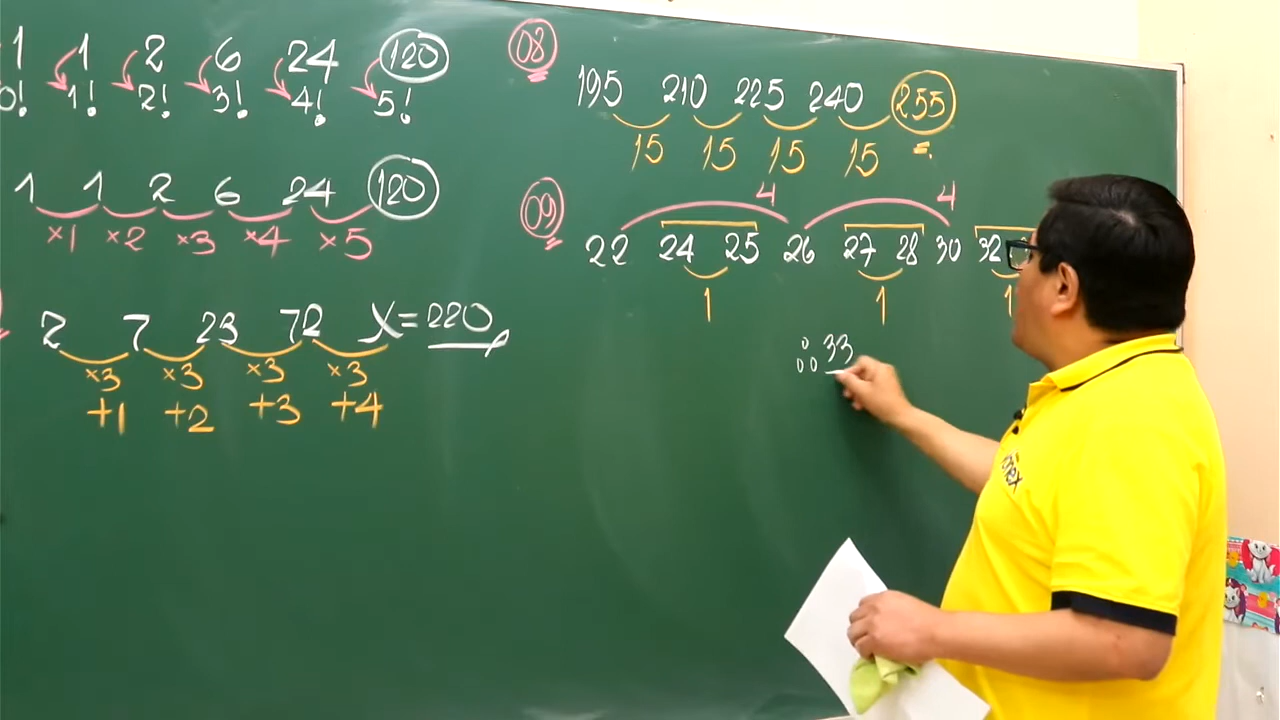 1 1 2 6 24 120
0! 1! 2! 3! 4! 5!
1 1 2 6 24 120
×1 ×2 ×3 ×4 ×5
2 7 23 72 X = 220
×3 ×3 ×3 ×3
+1 +2 +3 +4
08
195 210 225 240 255
15 15 15 15
09
4 4
22 24 25 26 27 28 30 32
1 1 1
∴ 33